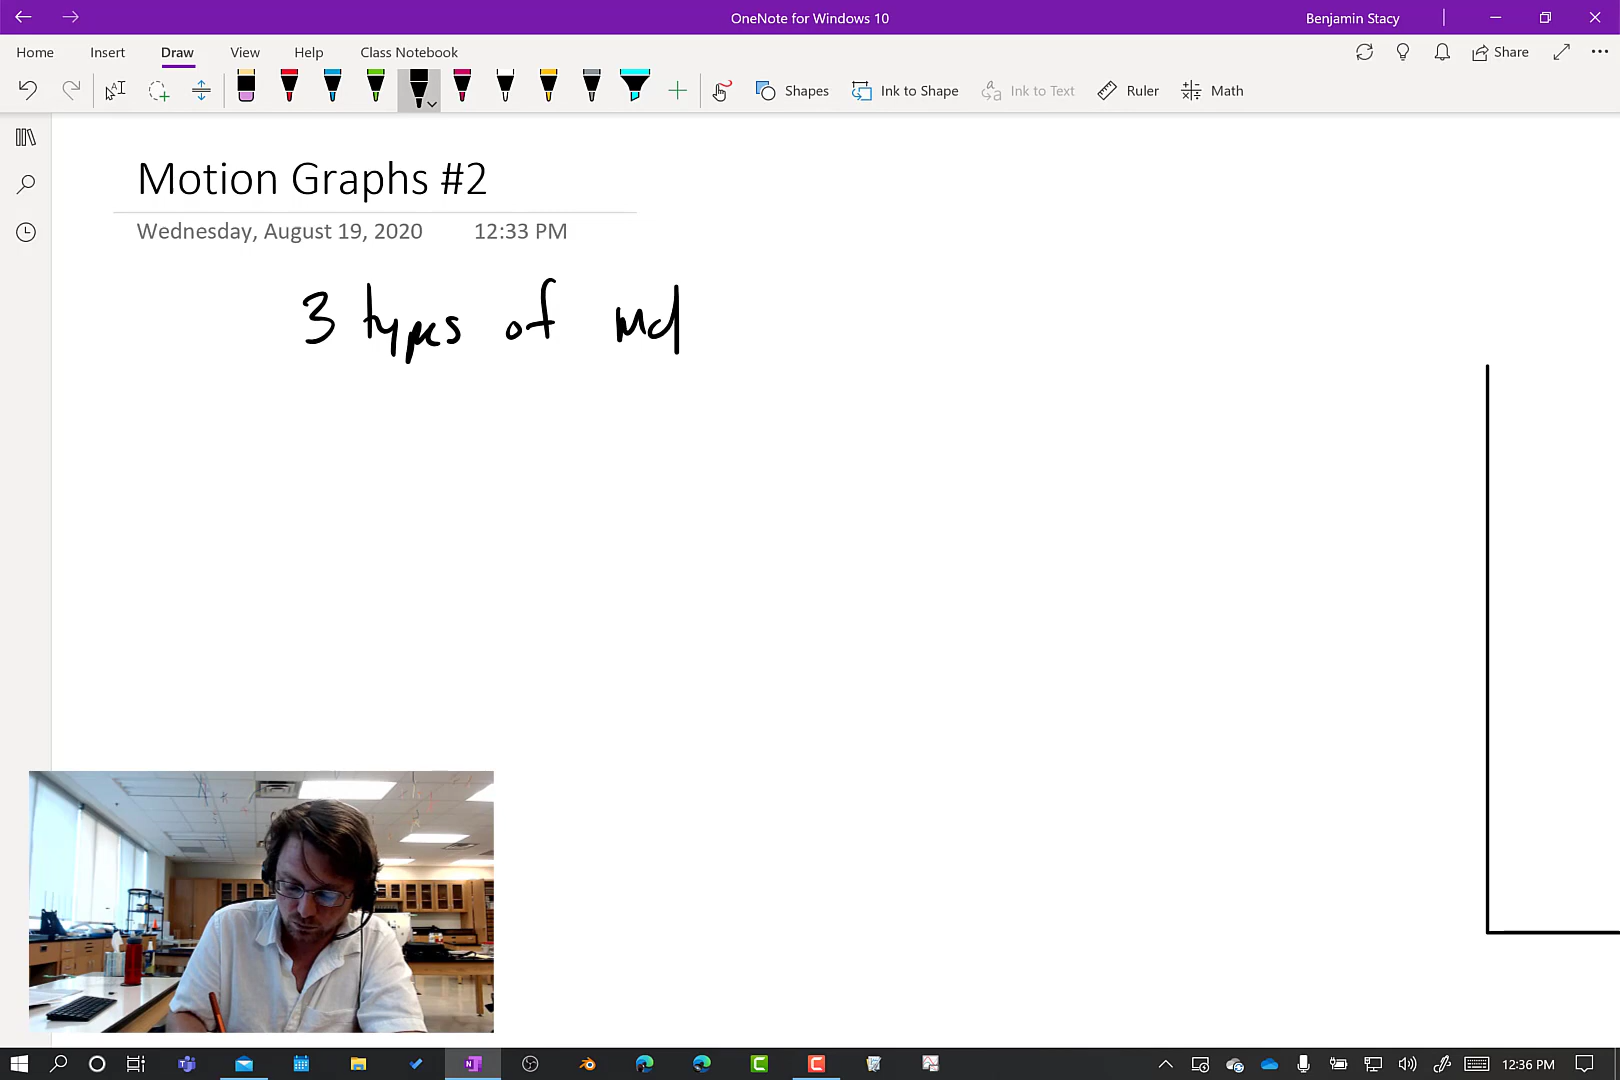 OneNote for Windows 10
Benjamin Stacy
Home Insert Draw View Help Class Notebook
Share
Shapes Ink to Shape Ink to Text Ruler Math
Motion Graphs #2
Wednesday, August 19, 2020 12:33 PM
3 types of
12:36 PM